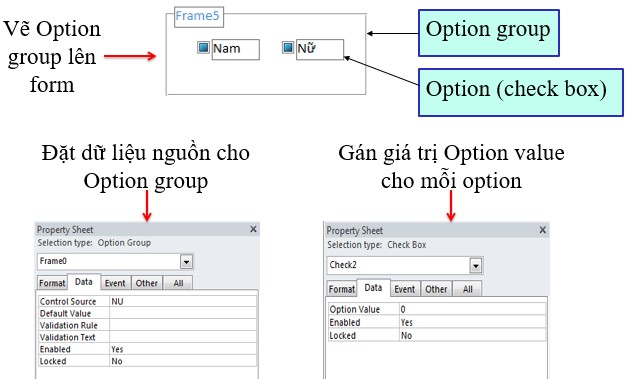 Frame5
Vẽ Option
group lên
form
Nam
Nữ
Option group
Option (check box)
Đặt dữ liệu nguồn cho
Option group
Gán giá trị Option value
cho mỗi option
Property Sheet
Selection type: Option Group
Frame0
Format Data Event Other All
Control Source NU
Default Value
Validation Rule
Validation Text
Enabled Yes
Locked No
Property Sheet
Selection type: Check Box
Check2
Format Data Event Other All
Option Value 0
Enabled Yes
Locked No